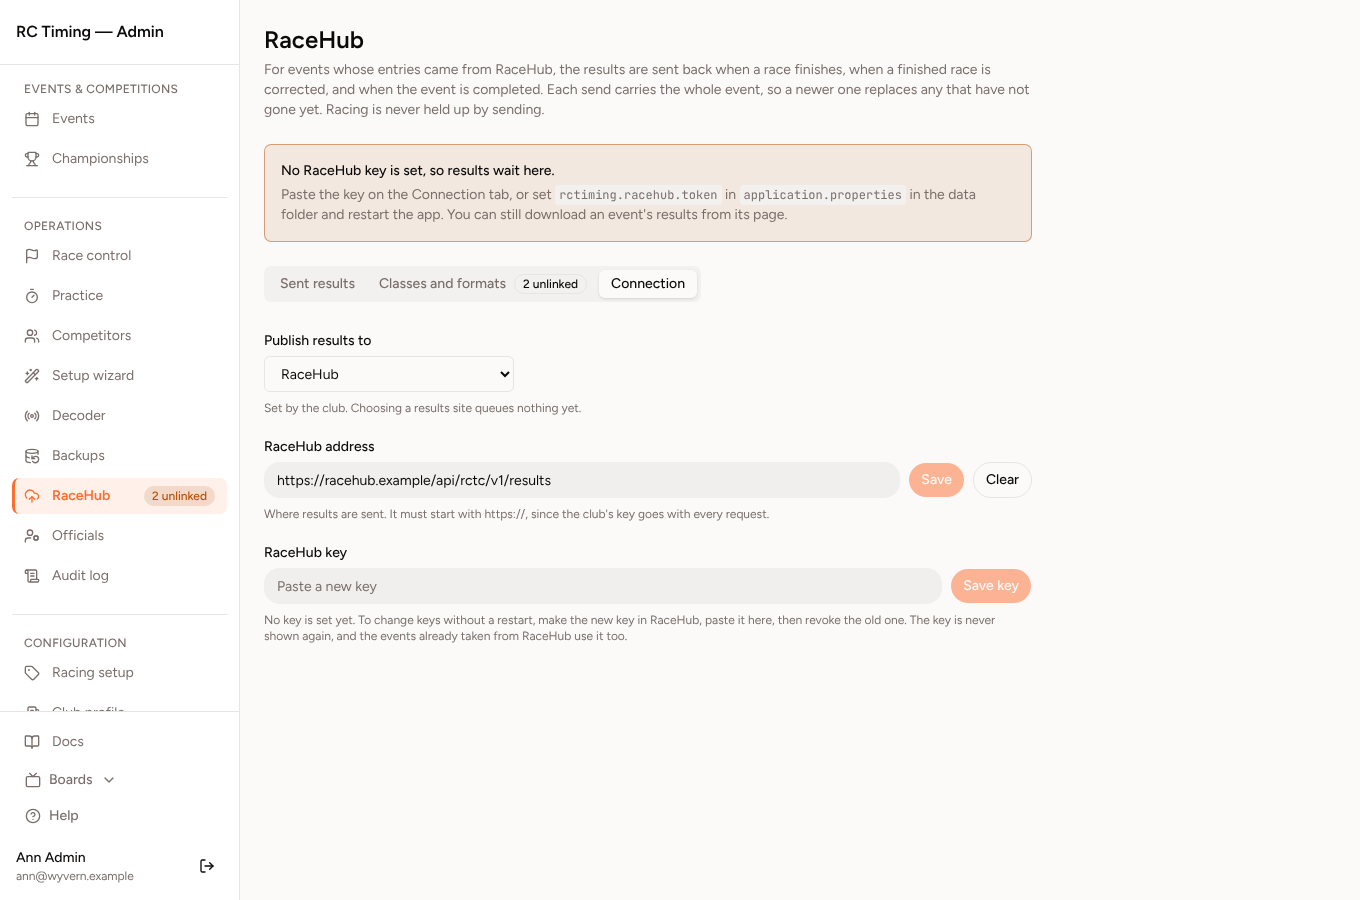 RC Timing — Admin
EVENTS & COMPETITIONS
Events
Championships
OPERATIONS
Race control
Practice
Competitors
Setup wizard
Decoder
Backups
RaceHub 2 unlinked
Officials
Audit log
CONFIGURATION
Racing setup
Club profile
Docs
Boards
Help
Ann Admin
ann@wyvern.example
RaceHub
For events whose entries came from RaceHub, the results are sent back when a race finishes, when a finished race is
corrected, and when the event is completed. Each send carries the whole event, so a newer one replaces any that have not
gone yet. Racing is never held up by sending.
No RaceHub key is set, so results wait here.
Paste the key on the Connection tab, or set rctiming.racehub.token in application.properties in the data
folder and restart the app. You can still download an event's results from its page.
Sent results Classes and formats 2 unlinked Connection
Publish results to
RaceHub
Set by the club. Choosing a results site queues nothing yet.
RaceHub address
https://racehub.example/api/rctc/v1/results Save Clear
Where results are sent. It must start with https://, since the club's key goes with every request.
RaceHub key
Paste a new key Save key
No key is set yet. To change keys without a restart, make the new key in RaceHub, paste it here, then revoke the old one. The key is never
shown again, and the events already taken from RaceHub use it too.